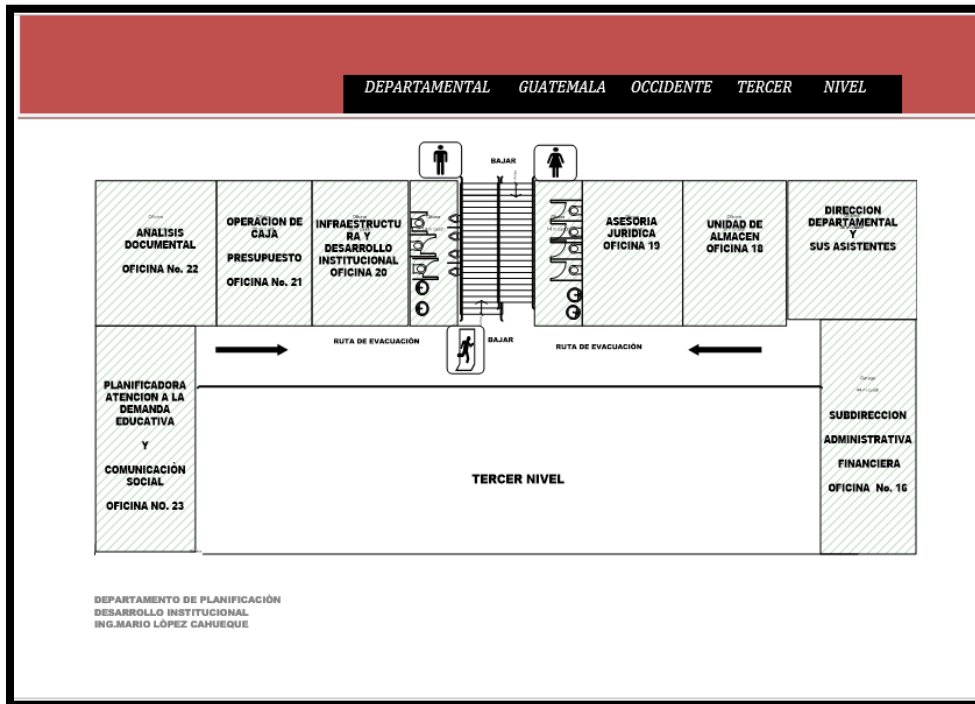 DEPARTAMENTAL GUATEMALA OCCIDENTE TERCER NIVEL
BAJAR
ANALISIS
DOCUMENTAL
OFICINA No. 22
OPERACION DE
CAJA
PRESUPUESTO
OFICINA No. 21
INFRAESTRUCTU
RA Y
DESARROLLO
INSTITUCIONAL
OFICINA 20
ASESORIA
JURIDICA
OFICINA 19
UNIDAD DE
ALMACEN
OFICINA 18
DIRECCION
DEPARTAMENTAL
Y
SUS ASISTENTES
RUTA DE EVACUACIÓN
BAJAR
RUTA DE EVACUACIÓN
PLANIFICADORA
ATENCION A LA
DEMANDA
EDUCATIVA
Y
COMUNICACIÒN
SOCIAL
OFICINA NO. 23
TERCER NIVEL
Garage
SUBDIRECCION
ADMINISTRATIVA
FINANCIERA
OFICINA No. 16
DEPARTAMENTO DE PLANIFICACIÓN
DESARROLLO INSTITUCIONAL
ING.MARIO LÓPEZ CAHUEQUE